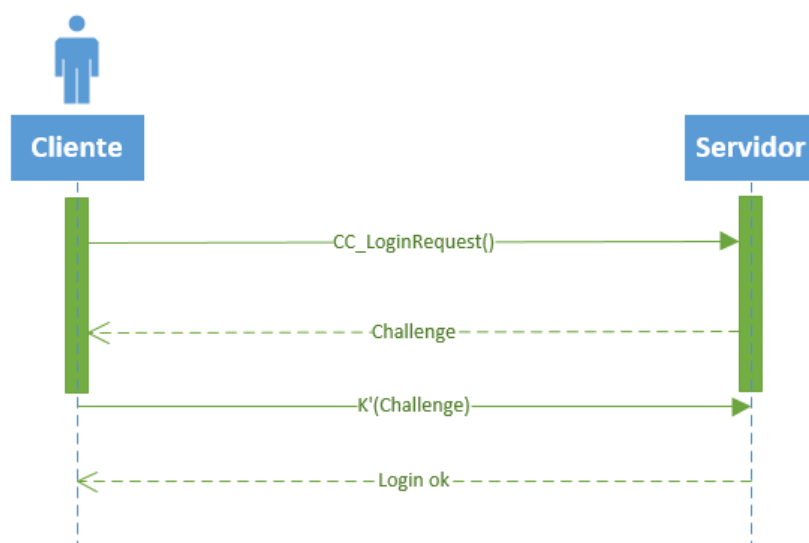 Cliente
Servidor
CC_LoginRequest()
Challenge
K'(Challenge)
Login ok